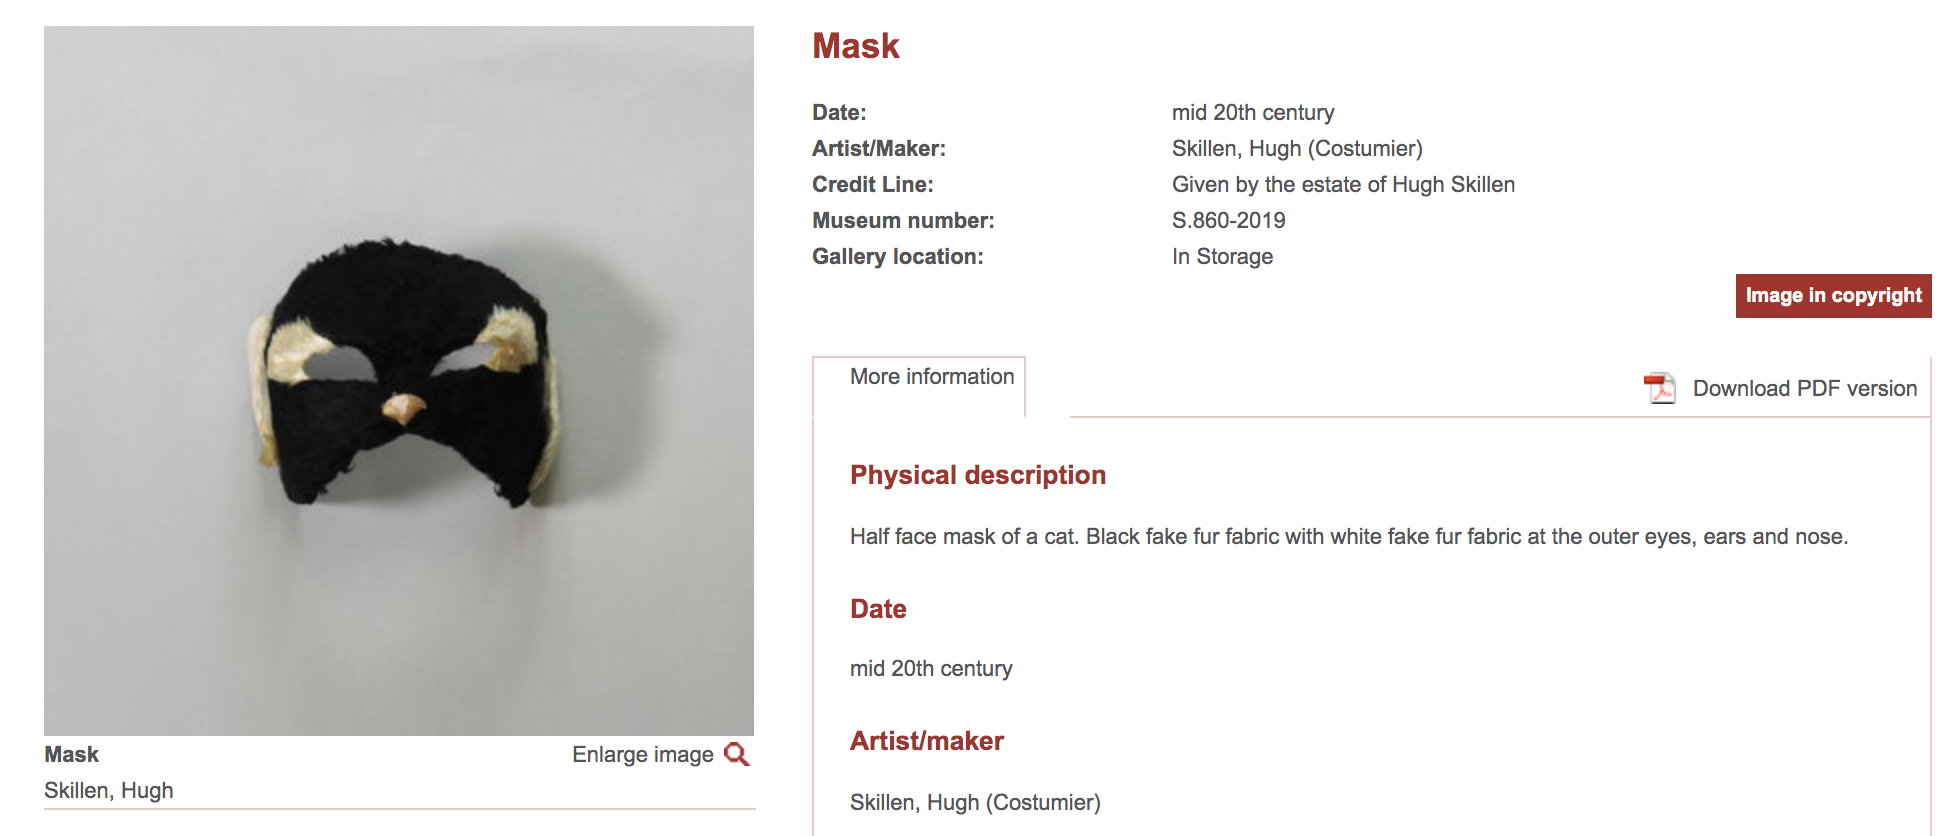 Mask
Date: mid 20th century
Artist/Maker: Skillen, Hugh (Costumier)
Credit Line: Given by the estate of Hugh Skillen
Museum number: S.860-2019
Gallery location: In Storage
Image in copyright
More information
Download PDF version
Physical description
Half face mask of a cat. Black fake fur fabric with white fake fur fabric at the outer eyes, ears and nose.
Date
mid 20th century
Artist/maker
Skillen, Hugh (Costumier)
Mask
Enlarge image
Skillen, Hugh